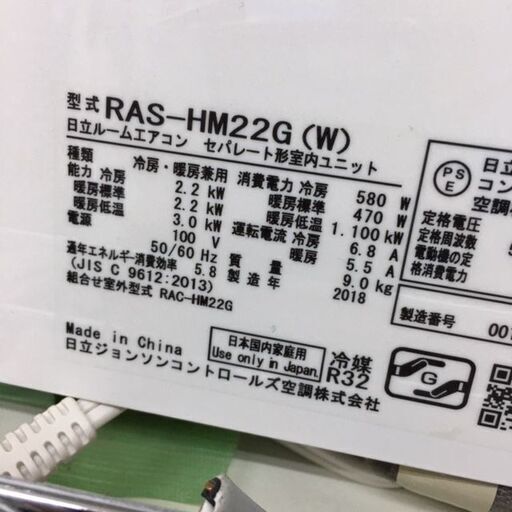 型式 RAS-HM22G (W)
日立ルームエアコン セパレート形室内ユニット
種類 冷房・暖房兼用
能力 冷房 2.2 kW
暖房標準 2.2 kW
暖房低温 3.0 kW
電源 100 V
50/60 Hz
通年エネルギー消費効率 5.8
(JIS C 9612:2013)
組合せ室外型式 RAC-HM22G
消費電力 冷房 580 W
暖房標準 470 W
暖房低温 1.100 kW
運転電流 冷房 6.8 A
暖房 5.5 A
質量 9.0 kg
製造年 2018
Made in China
日立ジョンソンコントロールズ空調株式会社
日本国内家庭用
Use only in Japan.
冷媒
R32
G
PS
E
日立
コン
空調
定格電圧
定格周波数
電動機の定
格消費電力
製造番号 001